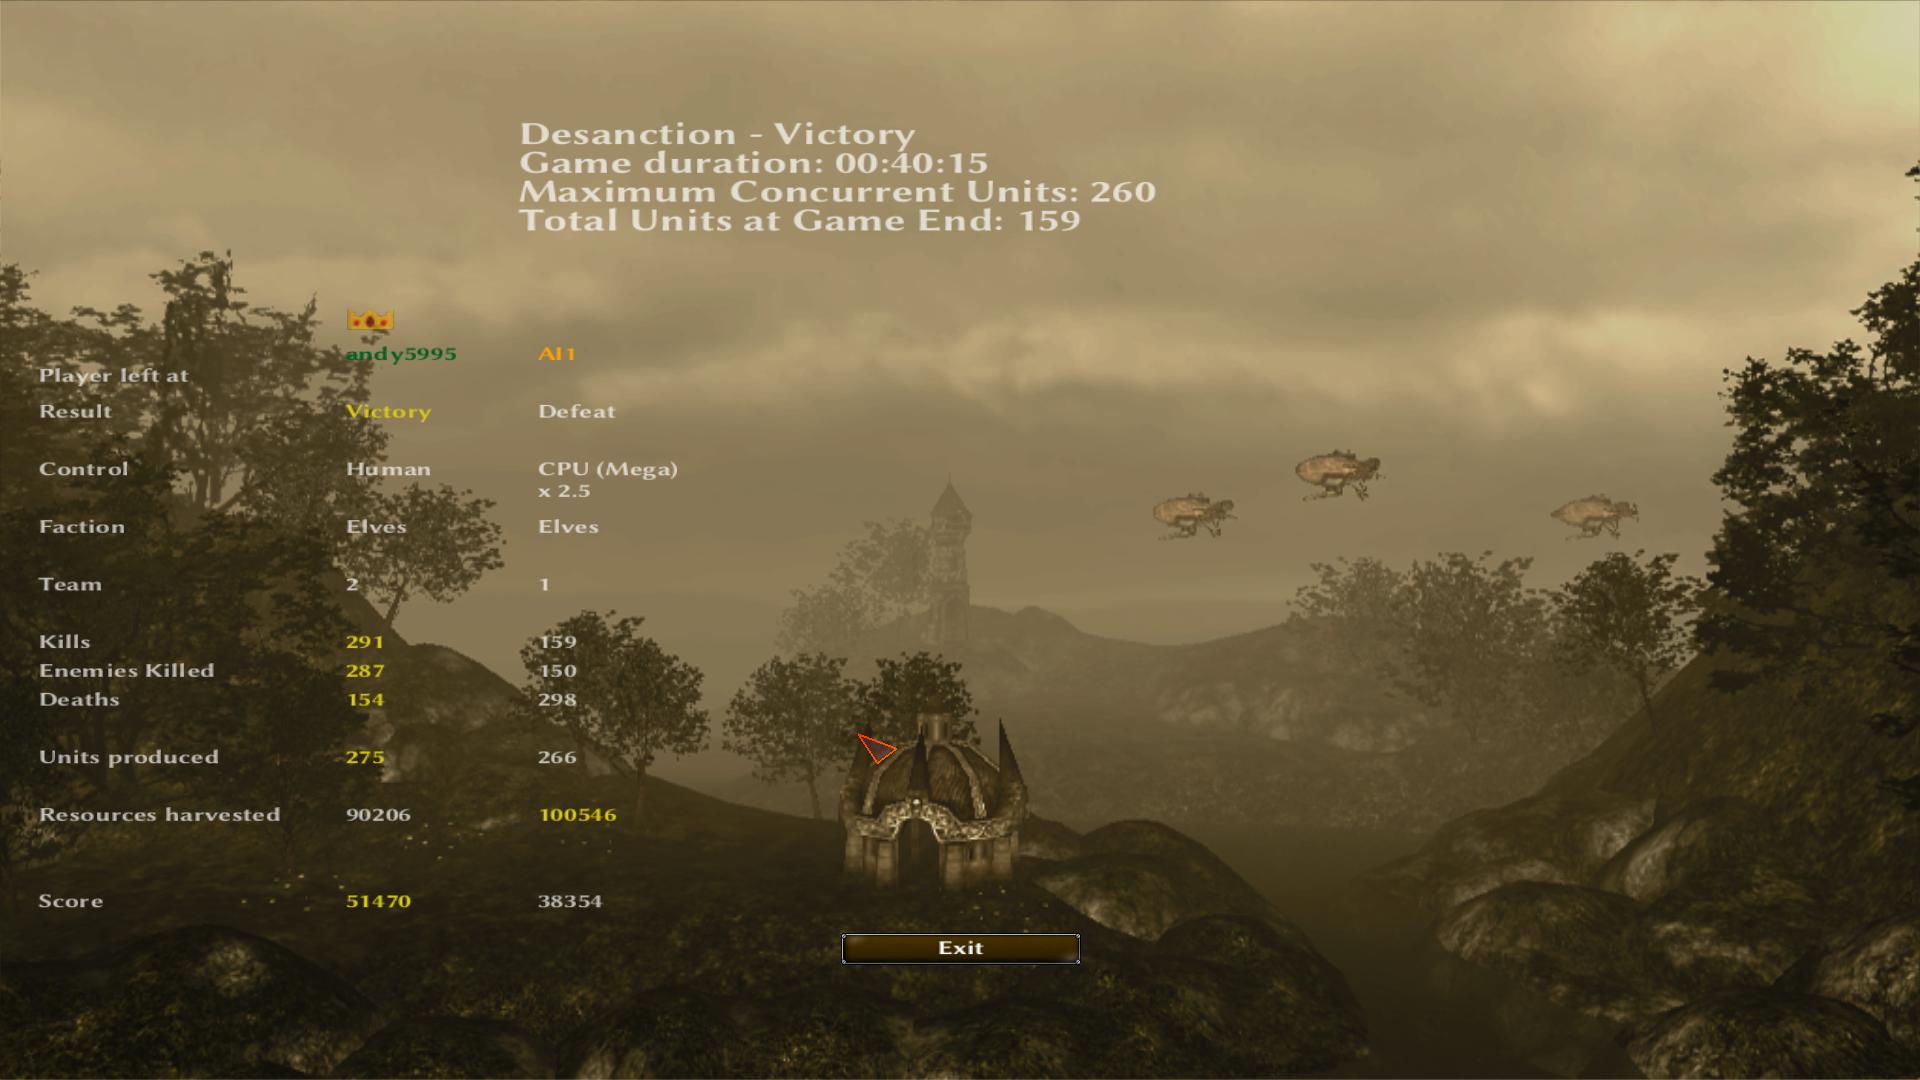 Desanction - Victory
Game duration: 00:40:15
Maximum Concurrent Units: 260
Total Units at Game End: 159
andy5995 AI1
Player left at
Result Victory Defeat
Control Human CPU (Mega)
x 2.5
Faction Elves Elves
Team 2 1
Kills 291 159
Enemies Killed 287 150
Deaths 154 298
Units produced 275 266
Resources harvested 90206 100546
Score 51470 38354
Exit